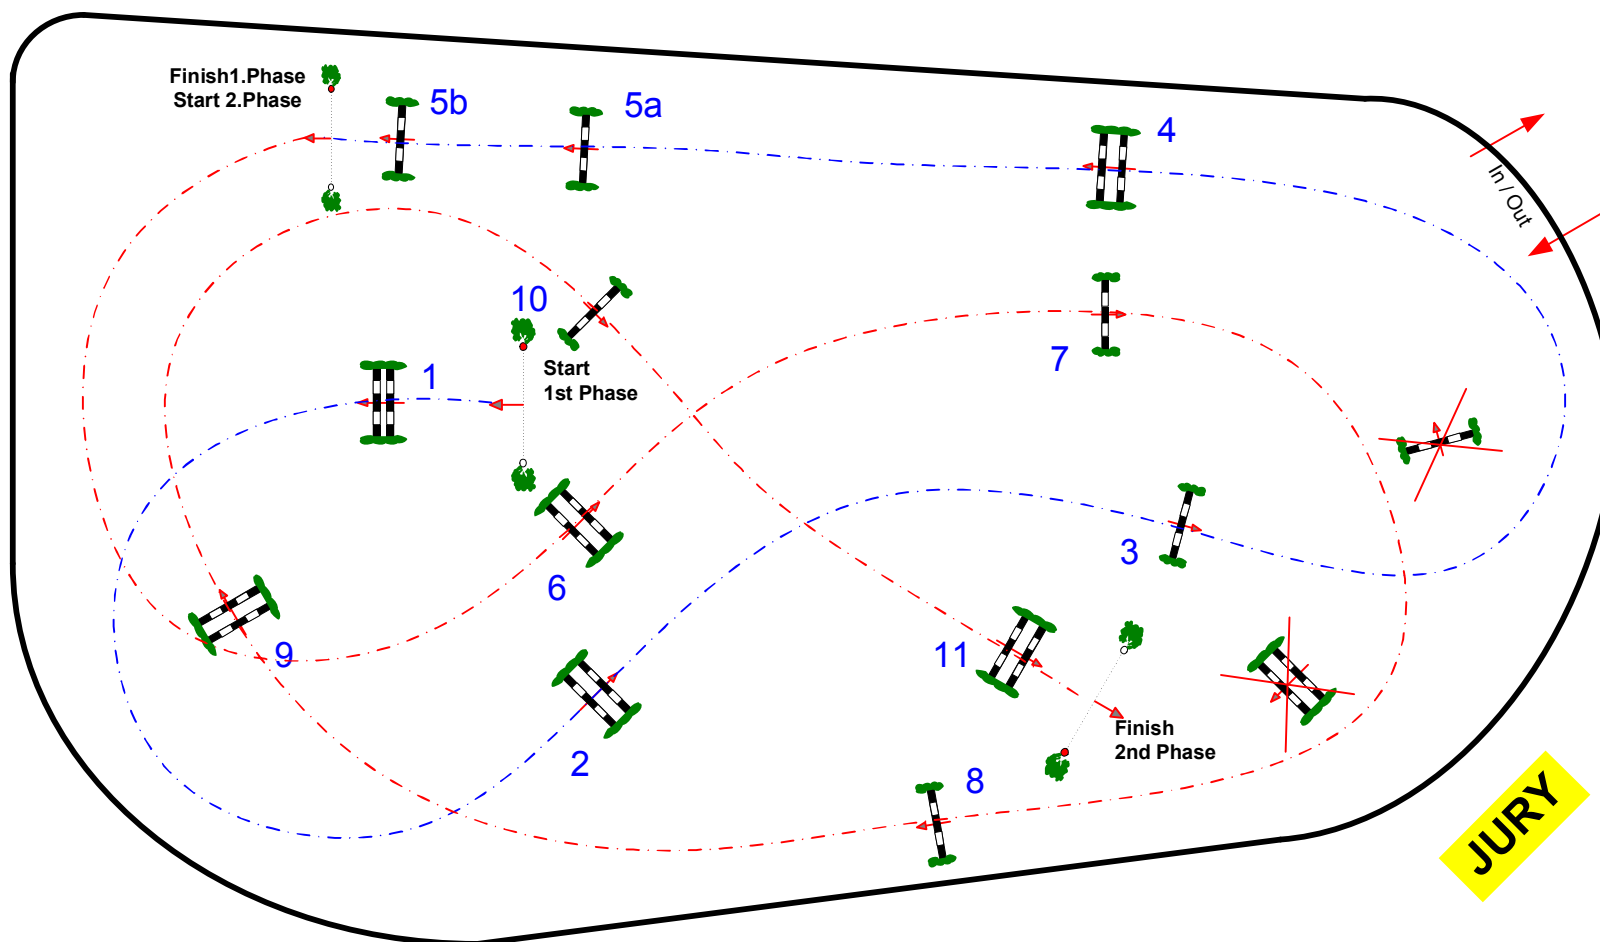 Finish1.Phase
Start 2.Phase
5b
5a
4
In / Out
10
7
1
Start
1st Phase
3
6
9
11
2
Finish
2nd Phase
8
JURY